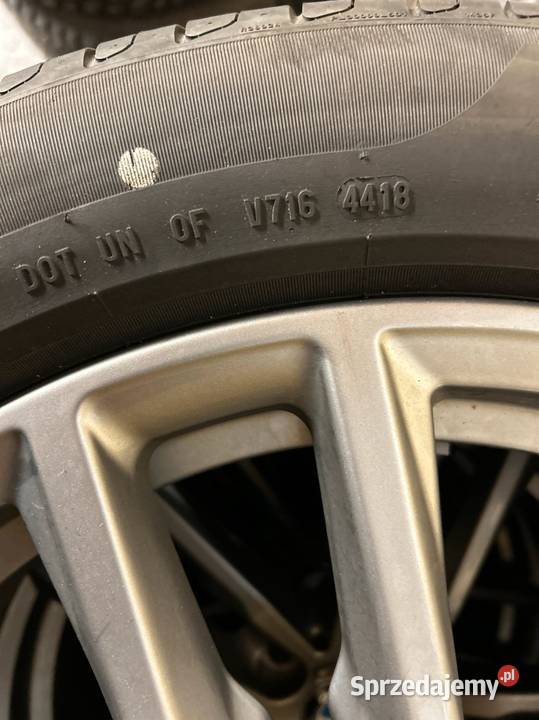 DOT UN OF V716 4418
Sprzedajemy.pl